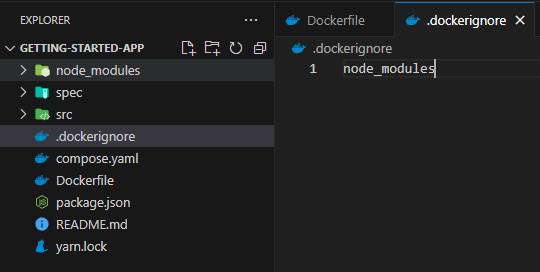 EXPLORER
GETTING-STARTED-APP
node_modules
spec
src
.dockerignore
compose.yaml
Dockerfile
package.json
README.md
yarn.lock
Dockerfile
.dockerignore
.dockerignore
1 node_modules